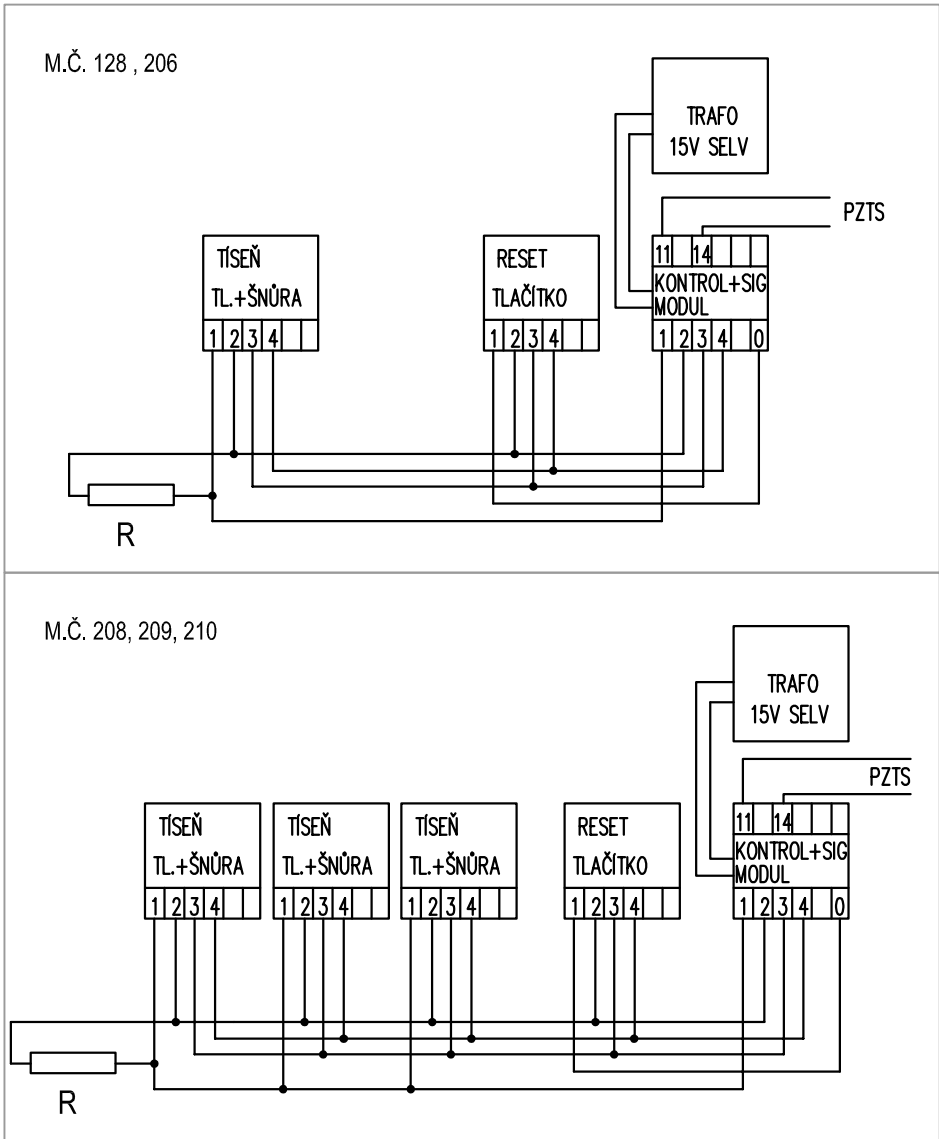 M.Č. 128 , 206
TRAFO
15V SELV
PZTS
TÍSEŇ
TL.+ŠNŮRA
1 2 3 4
RESET
TLAČÍTKO
1 2 3 4
11 14
KONTROL+SIG
MODUL
1 2 3 4 0
R
M.Č. 208, 209, 210
TRAFO
15V SELV
PZTS
TÍSEŇ
TL.+ŠNŮRA
1 2 3 4
TÍSEŇ
TL.+ŠNŮRA
1 2 3 4
TÍSEŇ
TL.+ŠNŮRA
1 2 3 4
RESET
TLAČÍTKO
1 2 3 4
11 14
KONTROL+SIG
MODUL
1 2 3 4 0
R